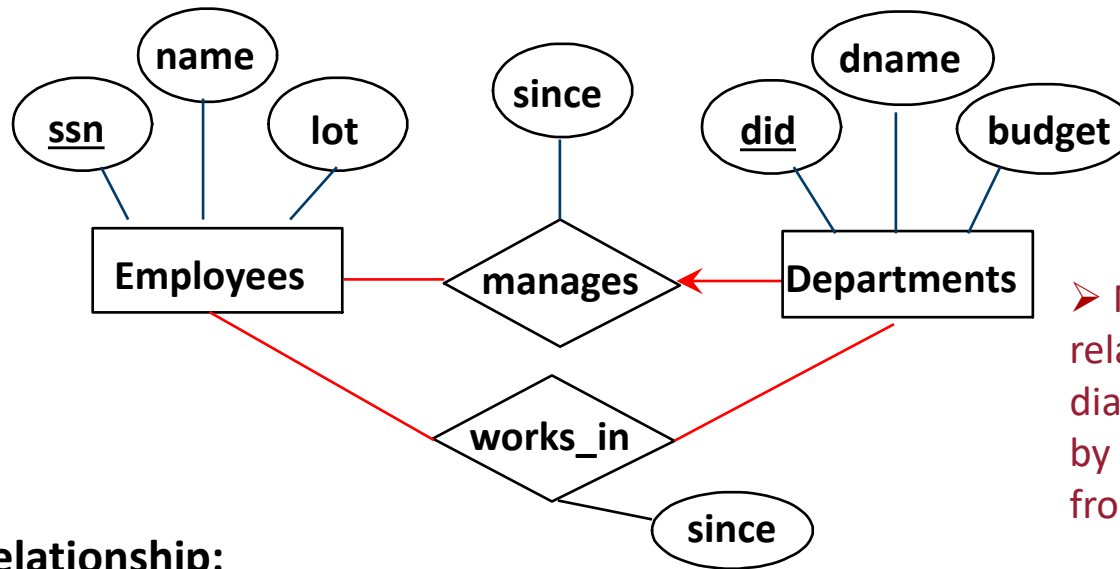 name
dname
since
ssn
lot
did
budget
Employees
manages
Departments
➢
rela
dia
works_in
by
fro
since
elationship: